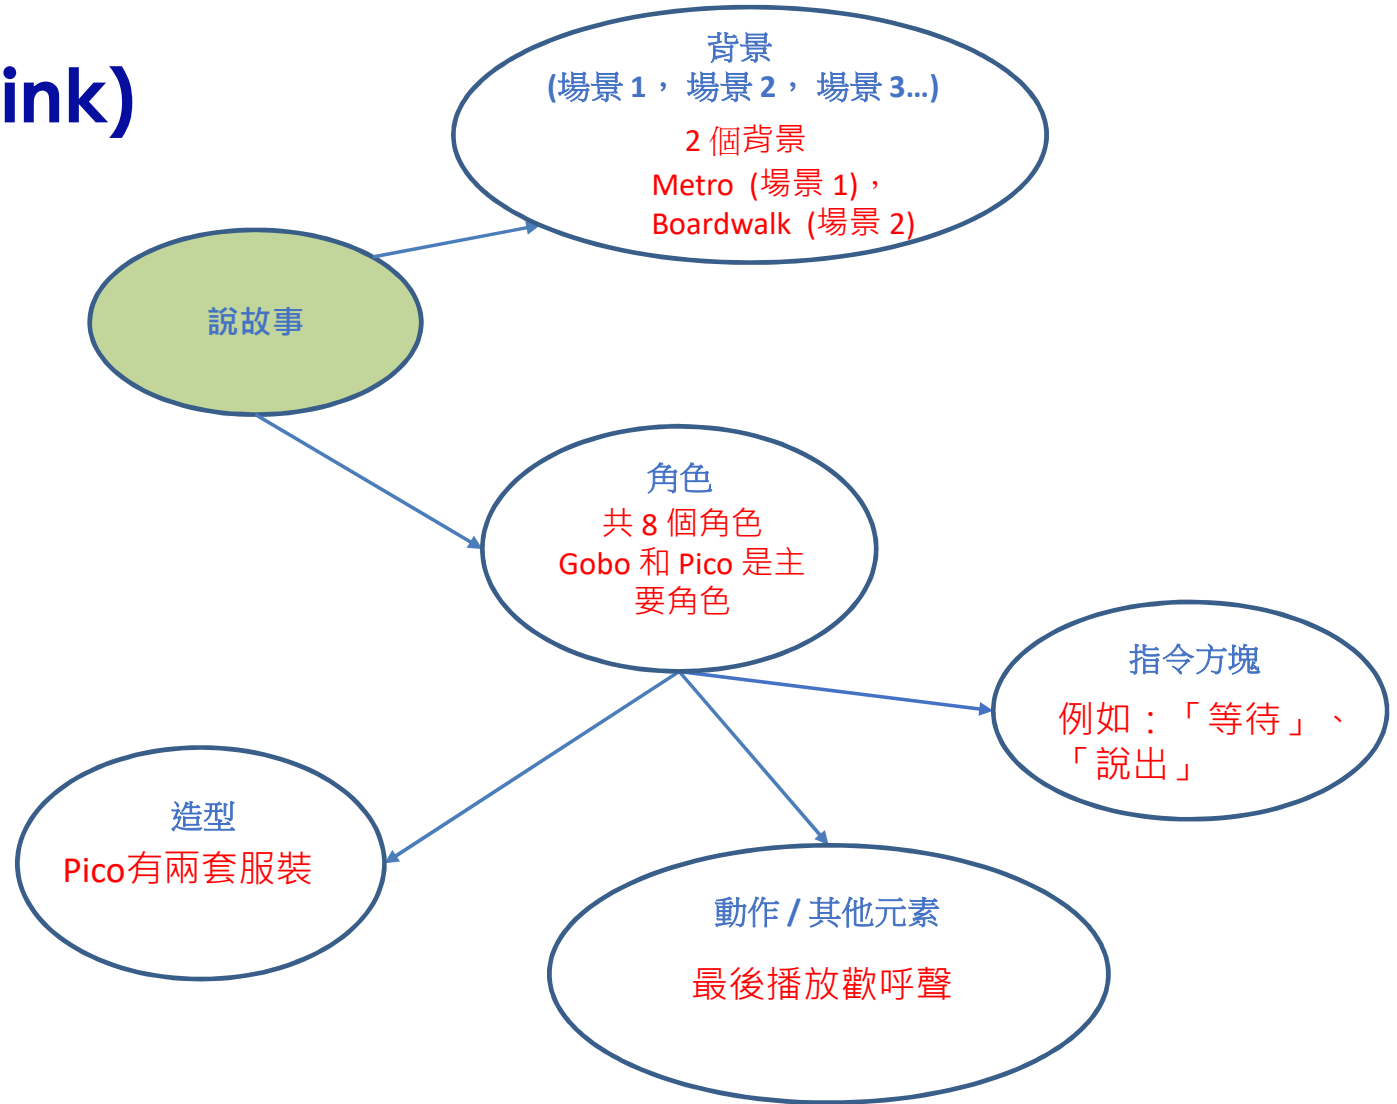 ink)
背景
(場景 1， 場景 2， 場景 3…)
2 個背景
Metro (場景 1)，
Boardwalk (場景 2)
說故事
角色
共 8 個角色
Gobo 和 Pico 是主
要角色
指令方塊
例如：「等待」、
「說出」
造型
Pico有兩套服裝
動作 / 其他元素
最後播放歡呼聲